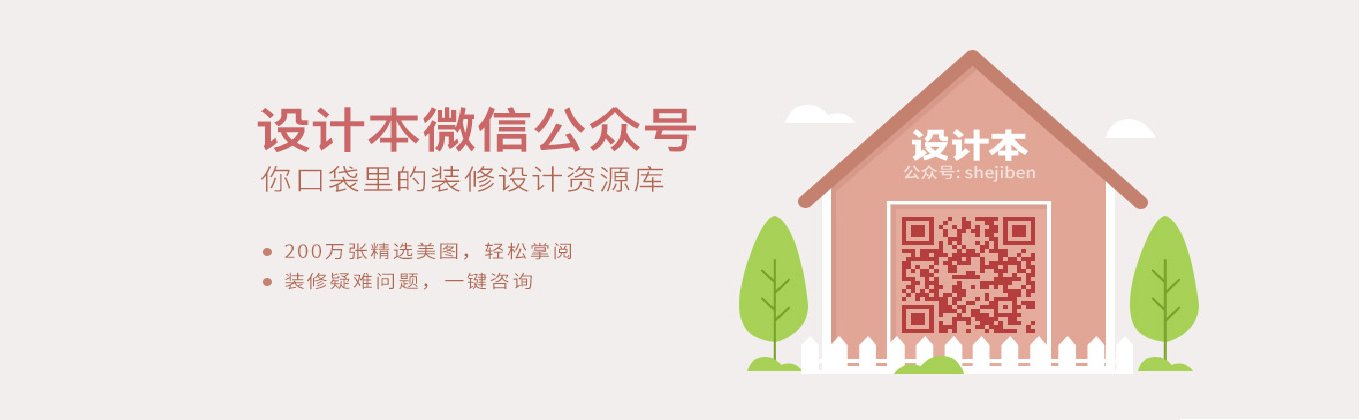 设计本微信公众号
你口袋里的装修设计资源库
200万张精选美图，轻松掌阅
装修疑难问题，一键咨询
设计本
公众号: shejiben